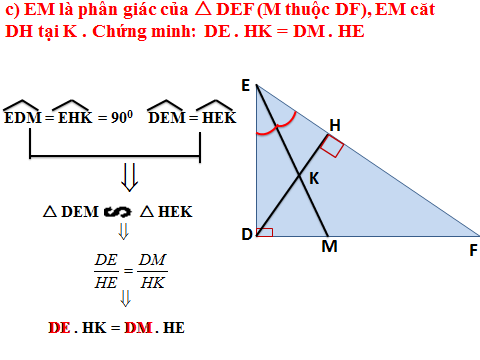 c) EM là phân giác của △ DEF (M thuộc DF), EM căt
DH tại K . Chứng minh: DE . HK = DM . HE
EDM = EHK = 90⁰ DEM = HEK
⇓
△ DEM ∽ △ HEK
⇓
DE/HE = DM/HK
⇓
DE . HK = DM . HE
E
H
K
D
M
F